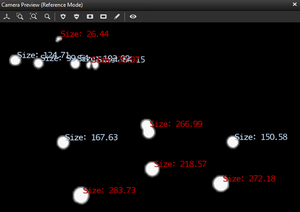 Camera Preview (Reference Mode)
Size: 26.44
Size: 124.71
Size: 266.99
Size: 167.63
Size: 150.58
Size: 218.57
Size: 272.18
Size: 283.73